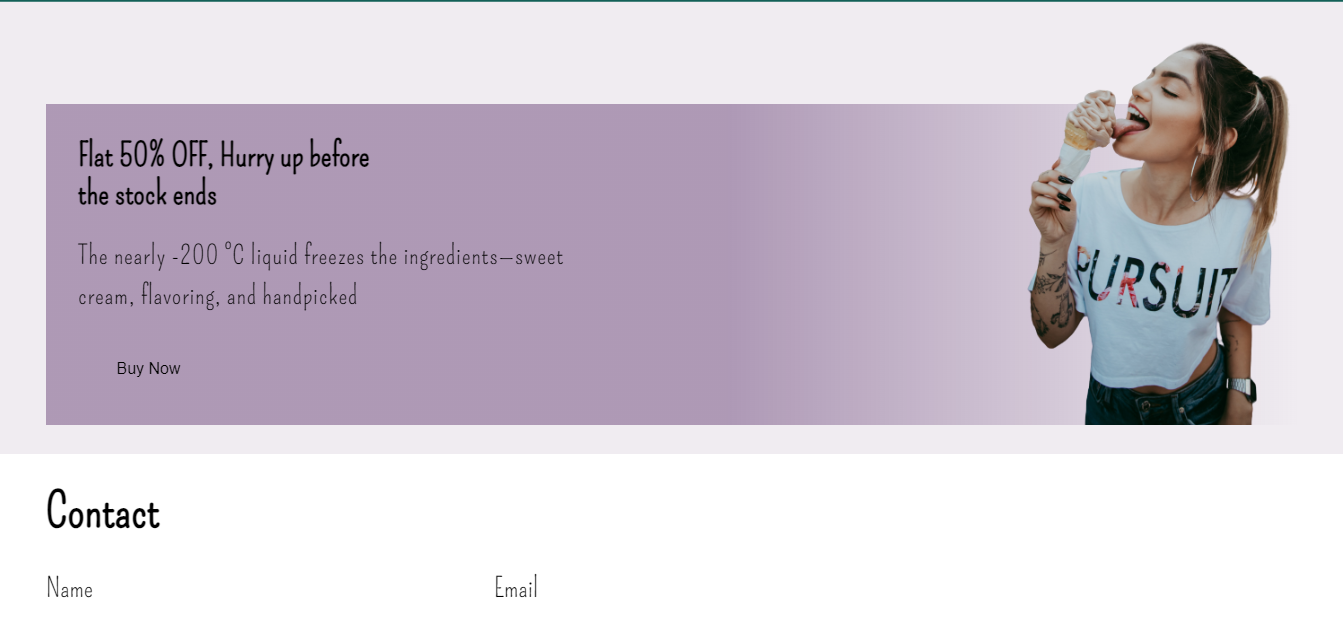 Flat 50% OFF, Hurry up before
the stock ends
The nearly -200 °C liquid freezes the ingredients—sweet
cream, flavoring, and handpicked
Buy Now
PURSUIT
Contact
Name Email